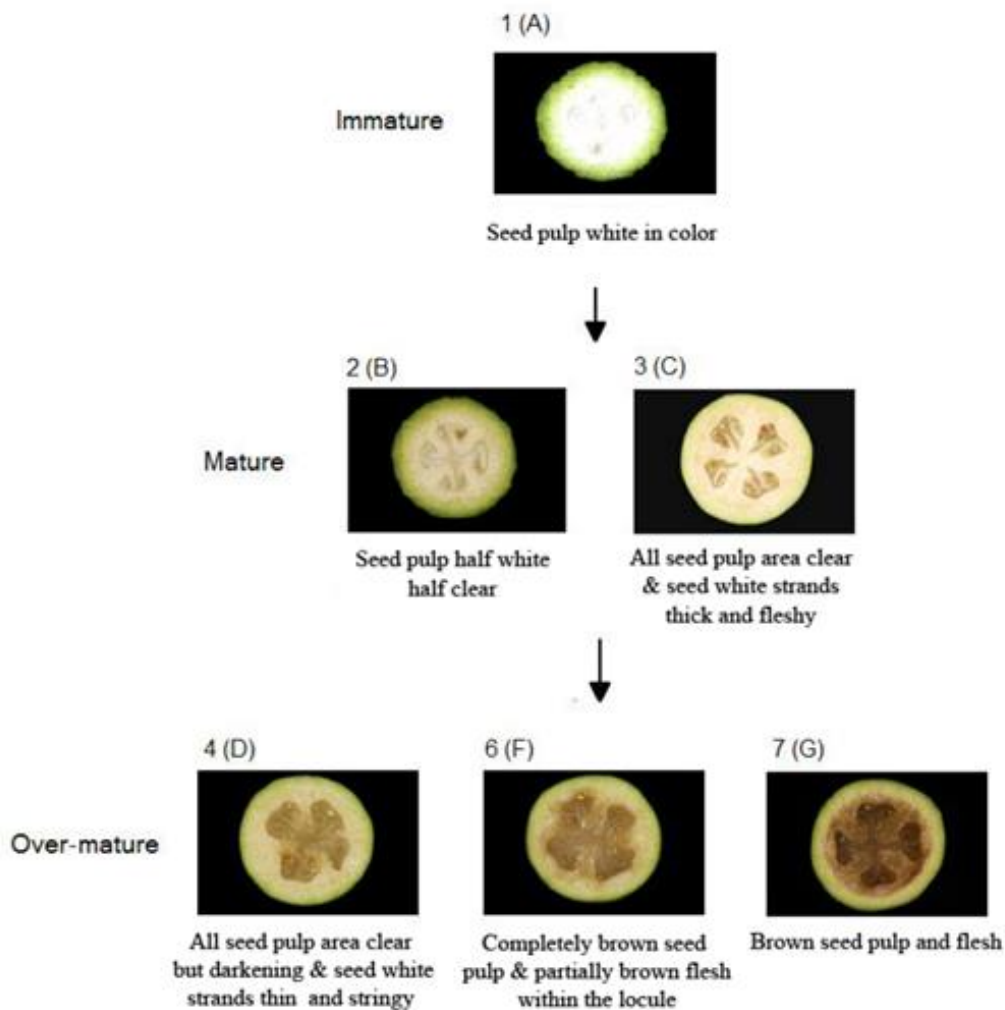 1 (A)
Immature
Seed pulp white in color
2 (B)
3 (C)
Mature
Seed pulp half white
half clear
All seed pulp area clear
& seed white strands
thick and fleshy
4 (D)
6 (F)
7 (G)
Over-mature
All seed pulp area clear
but darkening & seed white
strands thin and stringy
Completely brown seed
pulp & partially brown flesh
within the locule
Brown seed pulp and flesh